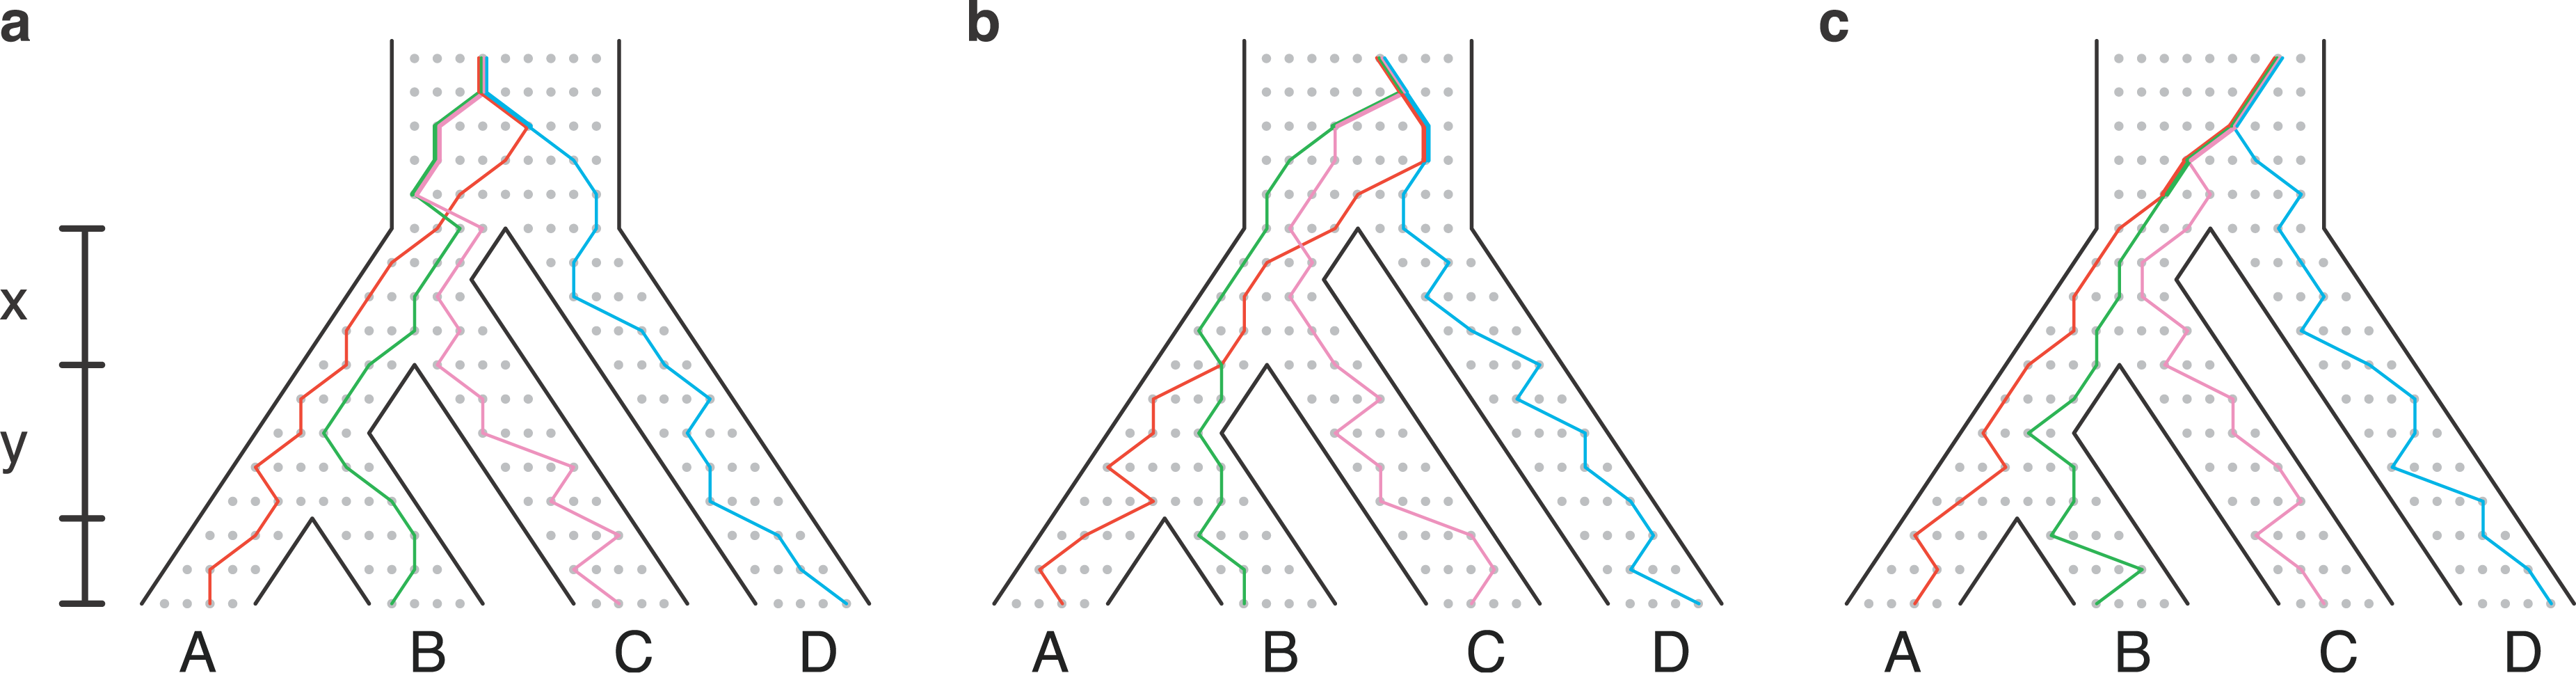 a b c
x
y
A B C D A B C D A B C D